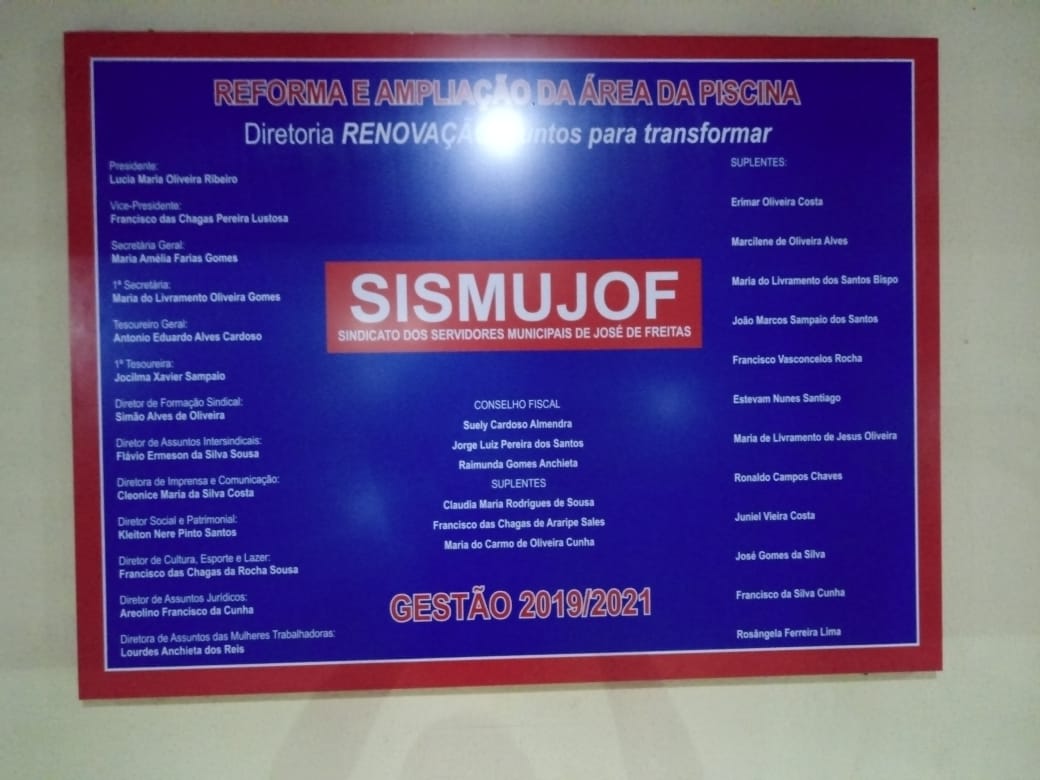 REFORMA E AMPLIAÇÃO DA ÁREA DA PISCINA
Diretoria RENOVAÇÃO para transformar
Presidente:
Lucia Maria Oliveira Ribeiro
Vice-Presidente:
Francisco das Chagas Pereira Lustosa
Secretária Geral:
Maria Amélia Farias Gomes
1ª Secretária:
Maria do Livramento Oliveira Gomes
Tesoureiro Geral:
Antonio Eduardo Alves Cardoso
1ª Tesoureira:
Jocilma Xavier Sampaio
Diretor de Formação Sindical:
Simão Alves de Oliveira
Diretor de Assuntos Intersindicais:
Flávio Ermeson da Silva Sousa
Diretora de Imprensa e Comunicação:
Cleonice Maria da Silva Costa
Diretor Social e Patrimonial:
Kleiton Nere Pinto Santos
Diretor de Cultura, Esporte e Lazer:
Francisco das Chagas da Rocha Sousa
Diretor de Assuntos Jurídicos:
Areolino Francisco da Cunha
Diretora de Assuntos das Mulheres Trabalhadoras:
Lourdes Anchieta dos Reis
SISMUJOF
SINDICATO DOS SERVIDORES MUNICIPAIS DE JOSÉ DE FREITAS
CONSELHO FISCAL
Suely Cardoso Almendra
Jorge Luiz Pereira dos Santos
Raimunda Gomes Anchieta
SUPLENTES
Claudia Maria Rodrigues de Sousa
Francisco das Chagas de Araripe Sales
Maria do Carmo de Oliveira Cunha
GESTÃO 2019/2021
SUPLENTES:
Erimar Oliveira Costa
Marcilene de Oliveira Alves
Maria do Livramento dos Santos Bispo
João Marcos Sampaio dos Santos
Francisco Vasconcelos Rocha
Estevam Nunes Santiago
Maria de Livramento de Jesus Oliveira
Ronaldo Campos Chaves
Juniel Vieira Costa
José Gomes da Silva
Francisco da Silva Cunha
Rosângela Ferreira Lima